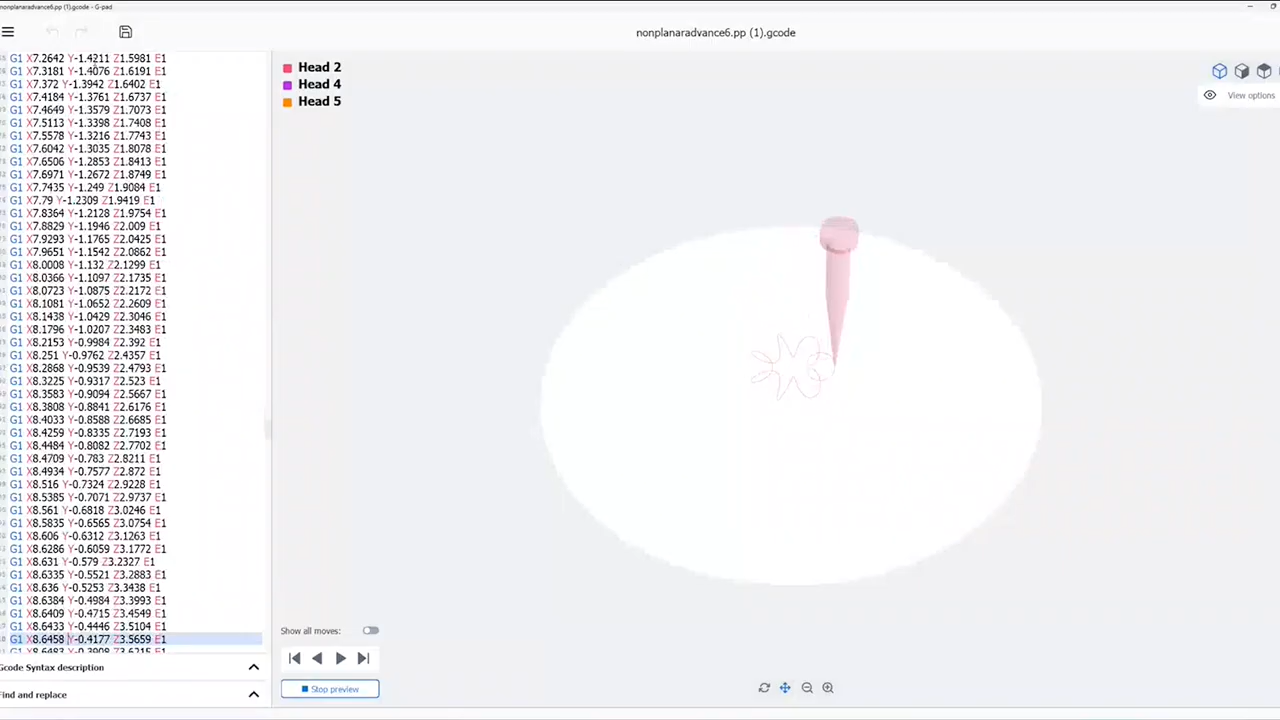 nonplanaradvance6.pp (1).gcode - G-pad
nonplanaradvance6.pp (1).gcode
G1 X7.2642 Y-1.4211 Z1.5981 E1
G1 X7.3181 Y-1.4076 Z1.6191 E1
G1 X7.372 Y-1.3942 Z1.6402 E1
G1 X7.4184 Y-1.3761 Z1.6737 E1
G1 X7.4649 Y-1.3579 Z1.7073 E1
G1 X7.5113 Y-1.3398 Z1.7408 E1
G1 X7.5578 Y-1.3216 Z1.7743 E1
G1 X7.6042 Y-1.3035 Z1.8078 E1
G1 X7.6506 Y-1.2853 Z1.8413 E1
G1 X7.6971 Y-1.2672 Z1.8749 E1
G1 X7.7435 Y-1.249 Z1.9084 E1
G1 X7.79 Y-1.2309 Z1.9419 E1
G1 X7.8364 Y-1.2128 Z1.9754 E1
G1 X7.8829 Y-1.1946 Z2.009 E1
G1 X7.9293 Y-1.1765 Z2.0425 E1
G1 X7.9651 Y-1.1542 Z2.0862 E1
G1 X8.0008 Y-1.132 Z2.1299 E1
G1 X8.0366 Y-1.1097 Z2.1735 E1
G1 X8.0723 Y-1.0875 Z2.2172 E1
G1 X8.1081 Y-1.0652 Z2.2609 E1
G1 X8.1438 Y-1.0429 Z2.3046 E1
G1 X8.1796 Y-1.0207 Z2.3483 E1
G1 X8.2153 Y-0.9984 Z2.392 E1
G1 X8.251 Y-0.9762 Z2.4357 E1
G1 X8.2868 Y-0.9539 Z2.4793 E1
G1 X8.3225 Y-0.9317 Z2.523 E1
G1 X8.3583 Y-0.9094 Z2.5667 E1
G1 X8.3808 Y-0.8841 Z2.6176 E1
G1 X8.4033 Y-0.8588 Z2.6685 E1
G1 X8.4259 Y-0.8335 Z2.7193 E1
G1 X8.4484 Y-0.8082 Z2.7702 E1
G1 X8.4709 Y-0.783 Z2.8211 E1
G1 X8.4934 Y-0.7577 Z2.872 E1
G1 X8.516 Y-0.7324 Z2.9228 E1
G1 X8.5385 Y-0.7071 Z2.9737 E1
G1 X8.561 Y-0.6818 Z3.0246 E1
G1 X8.5835 Y-0.6565 Z3.0754 E1
G1 X8.606 Y-0.6312 Z3.1263 E1
G1 X8.6286 Y-0.6059 Z3.1772 E1
G1 X8.631 Y-0.579 Z3.2327 E1
G1 X8.6335 Y-0.5521 Z3.2883 E1
G1 X8.636 Y-0.5253 Z3.3438 E1
G1 X8.6384 Y-0.4984 Z3.3993 E1
G1 X8.6409 Y-0.4715 Z3.4549 E1
G1 X8.6433 Y-0.4446 Z3.5104 E1
G1 X8.6458 Y-0.4177 Z3.5659 E1
G1 X8.6483 Y-0.3908 Z3.6215 E1
Gcode Syntax description
Find and replace
Head 2
Head 4
Head 5
View options
Show all moves:
Stop preview